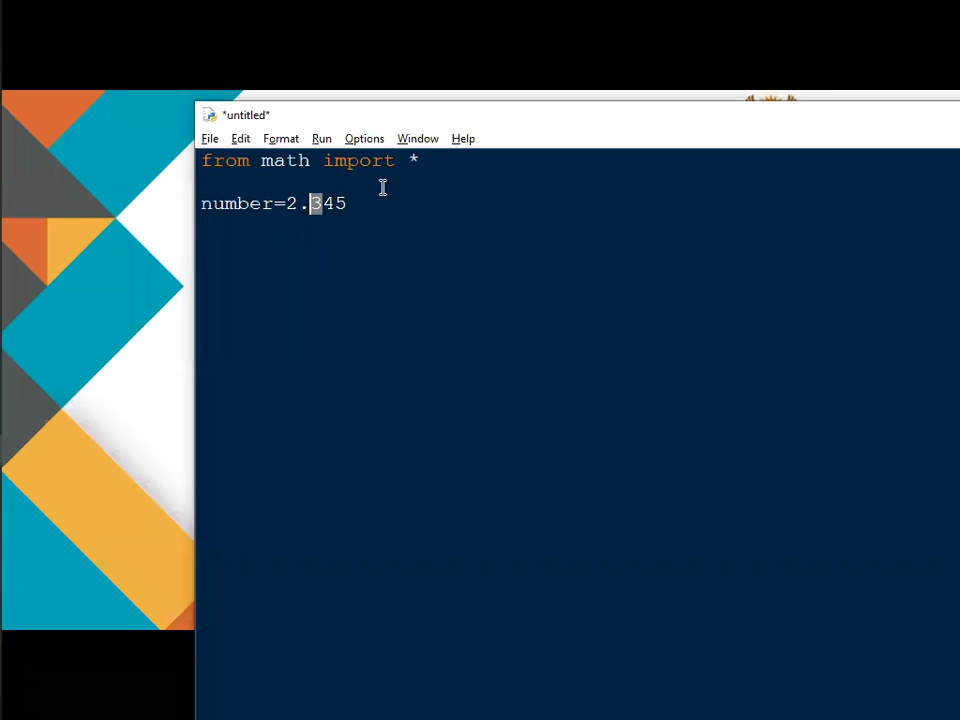 *untitled*
File Edit Format Run Options Window Help
from math import *
number=2.345